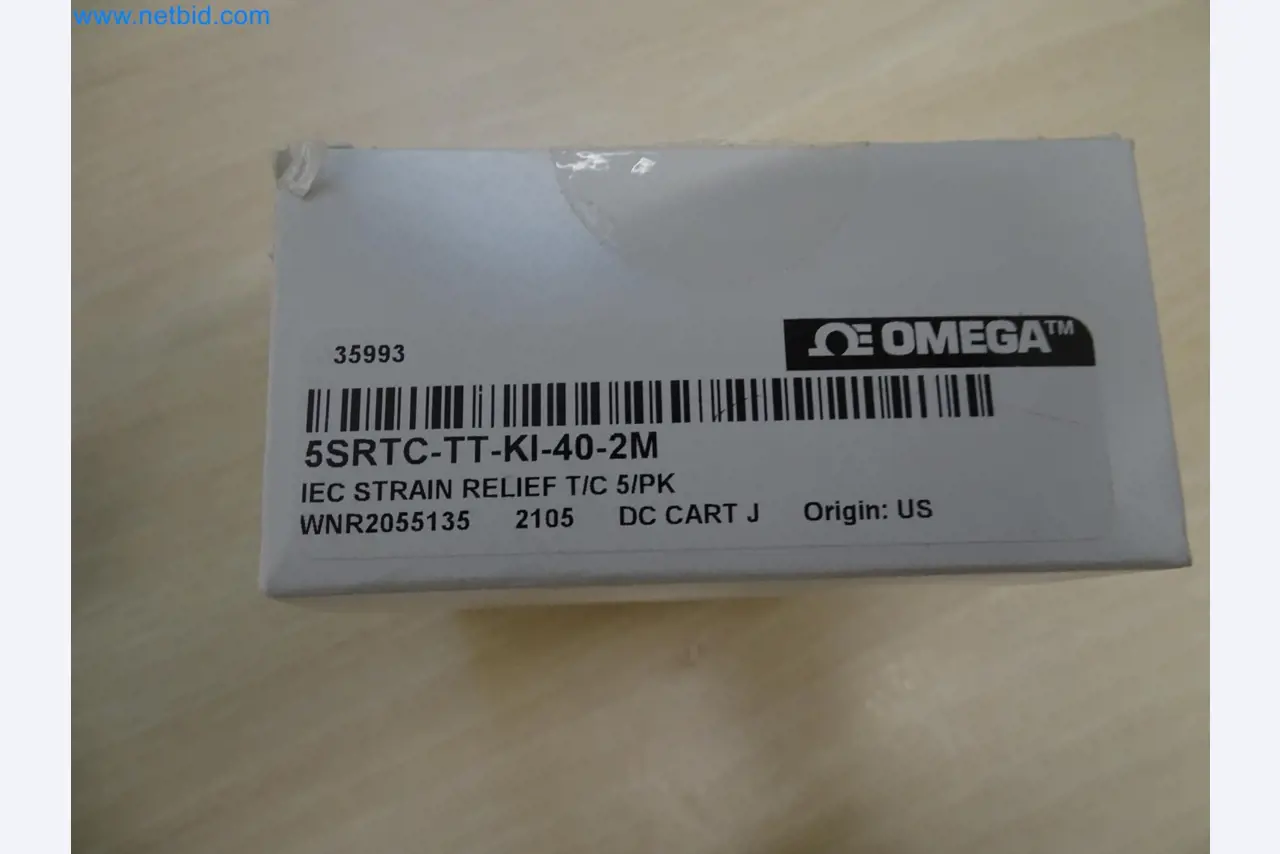 www.netbid.com
35993
OMEGA™
5SRTC-TT-KI-40-2M
IEC STRAIN RELIEF T/C 5/PK
WNR2055135 2105 DC CART J Origin: US